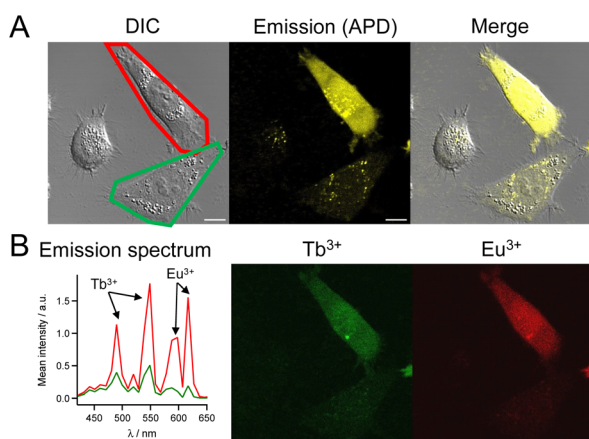 A
DIC
Emission (APD)
Merge
B
Emission spectrum
Tb³⁺
Eu³⁺
Tb³⁺
Eu³⁺
Mean intensity / a.u.
1.5
1.0
0.5
0.0
450 500 550 600 650
λ / nm